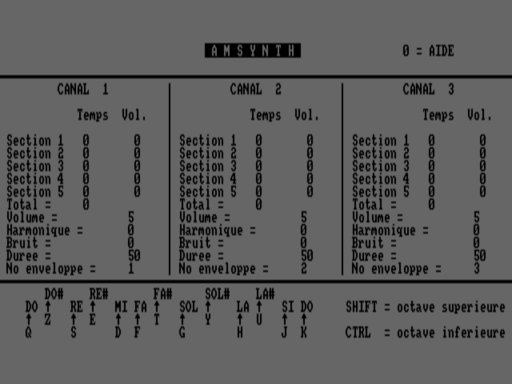 AMSYNTH 0 = AIDE
CANAL 1 CANAL 2 CANAL 3
Temps Vol. Temps Vol. Temps Vol.
Section 1 0 0 Section 1 0 0 Section 1 0 0
Section 2 0 0 Section 2 0 0 Section 2 0 0
Section 3 0 0 Section 3 0 0 Section 3 0 0
Section 4 0 0 Section 4 0 0 Section 4 0 0
Section 5 0 0 Section 5 0 0 Section 5 0 0
Total = 0 Total = 0 Total = 0
Volume = 5 Volume = 5 Volume = 5
Harmonique = 0 Harmonique = 0 Harmonique = 0
Bruit = 0 Bruit = 0 Bruit = 0
Duree = 50 Duree = 50 Duree = 50
No enveloppe = 1 No enveloppe = 2 No enveloppe = 3
DO# RE# FA# SOL# LA#
DO ↑ RE ↑ MI FA ↑ SOL ↑ LA ↑ SI DO SHIFT = octave superieure
↑ Z ↑ E ↑ ↑ T ↑ Y ↑ U ↑ ↑
Q S D F G H J K CTRL = octave inferieure